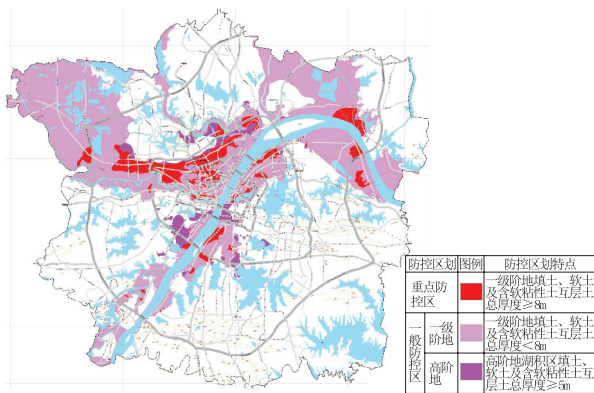 防控区划 图例 防控区划特点
重点防控区 一级阶地填土、软土及含软粘性土互层土总厚度≥8m
一般防控区 一级阶地 一级阶地填土、软土及含软粘性土互层土总厚度<8m
高阶地 高阶地湖积区填土、软土及含软粘性土互层土总厚度≥5m